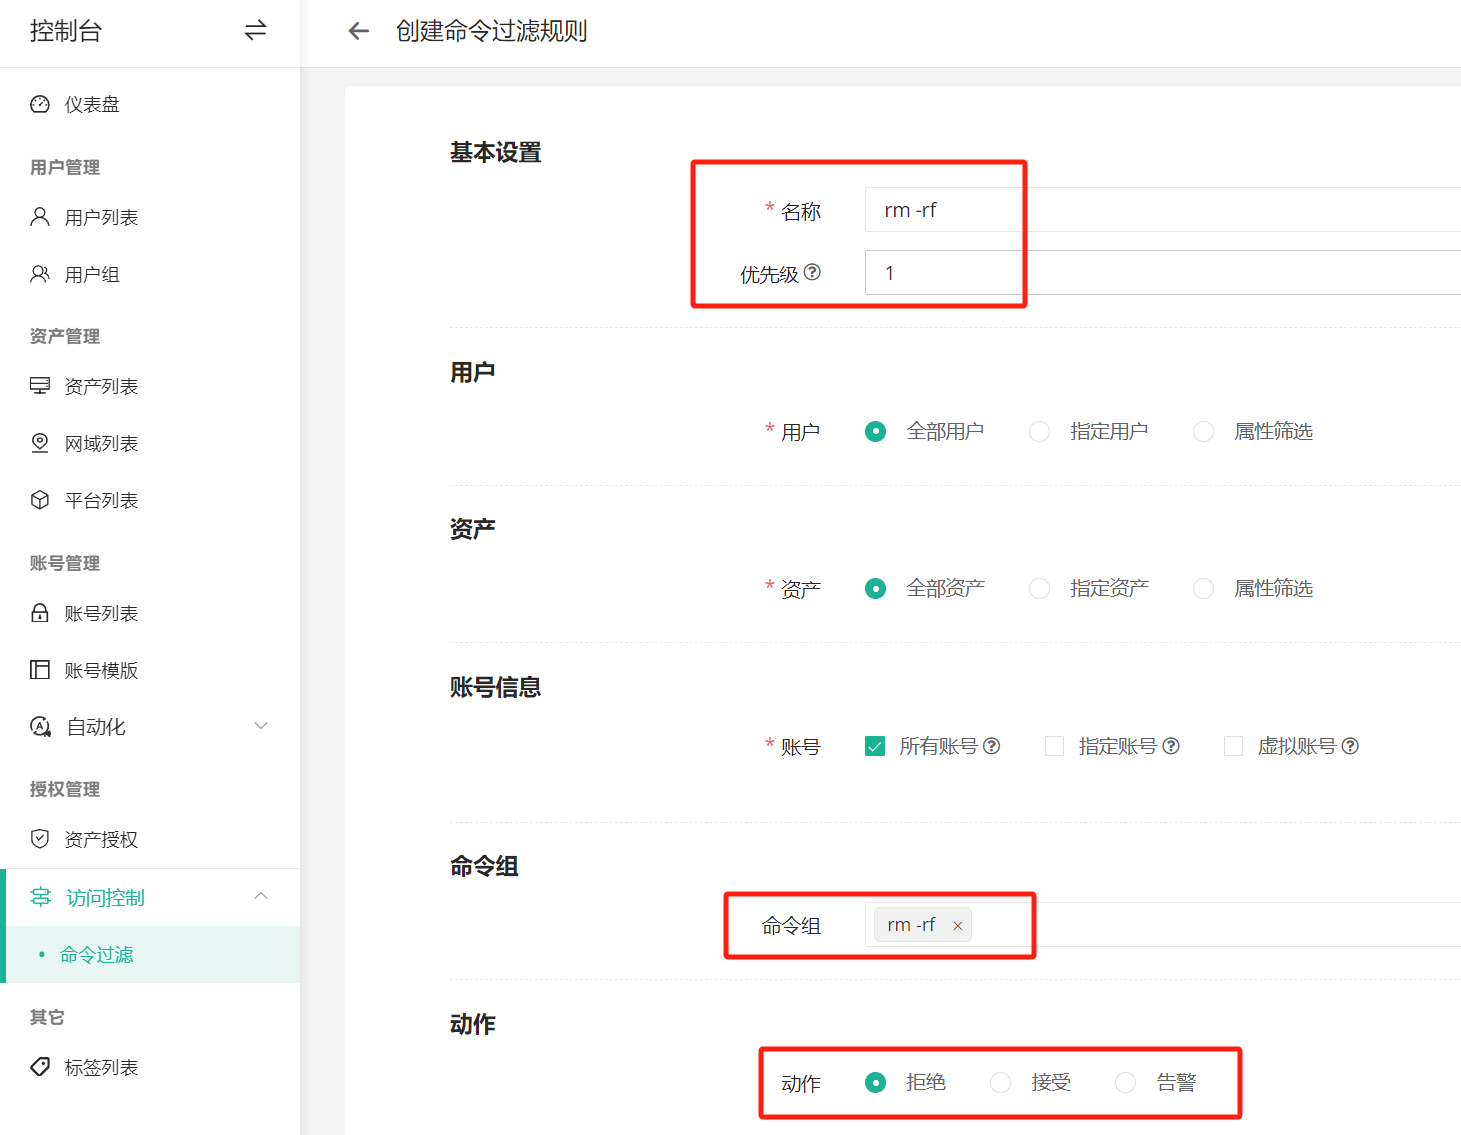 控制台
仪表盘
用户管理
用户列表
用户组
资产管理
资产列表
网域列表
平台列表
账号管理
账号列表
账号模版
自动化
授权管理
资产授权
访问控制
命令过滤
其它
标签列表
创建命令过滤规则
基本设置
* 名称 rm -rf
优先级 1
用户
* 用户 全部用户 指定用户 属性筛选
资产
* 资产 全部资产 指定资产 属性筛选
账号信息
* 账号 所有账号 指定账号 虚拟账号
命令组
命令组 rm -rf ×
动作
动作 拒绝 接受 告警